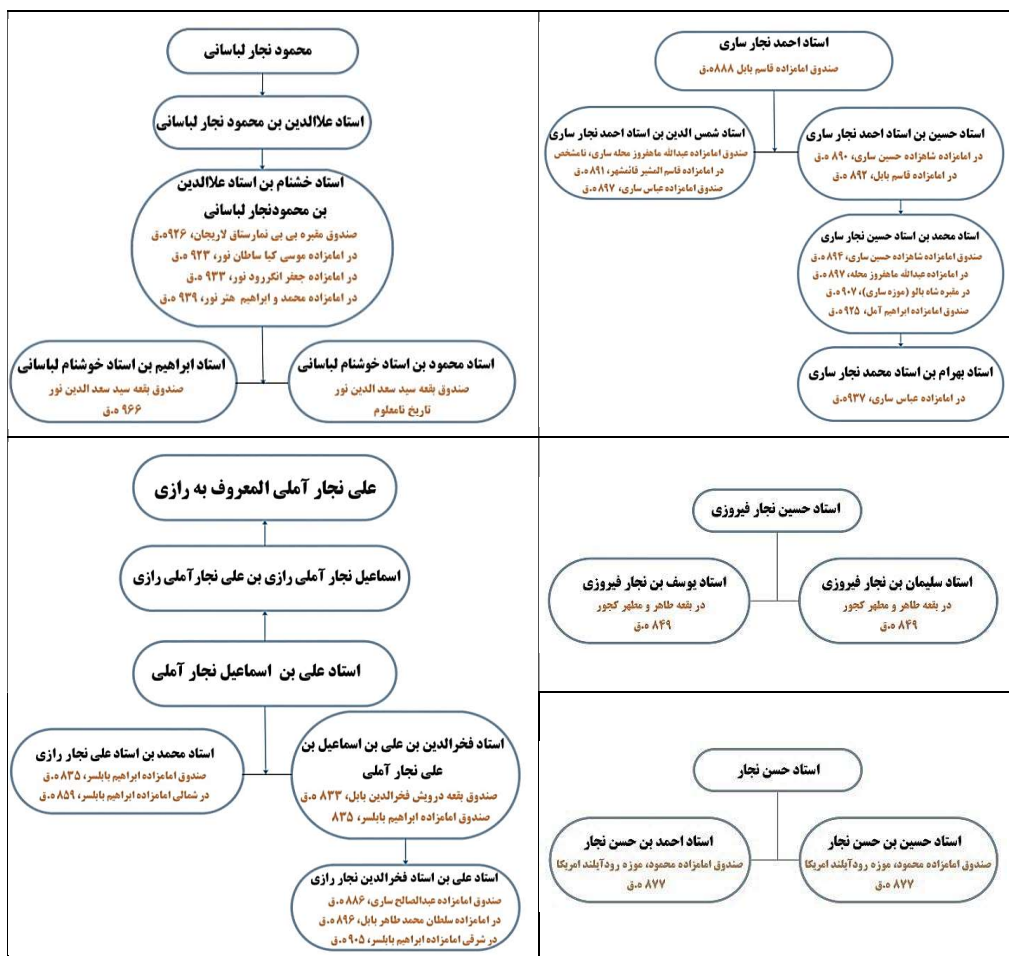 استاد احمد نجار ساری
صندوق امامزاده قاسم بابل ۸۸۸ه.ق
استاد حسین بن استاد احمد نجار ساری
در امامزاده شاهزاده حسین ساری، ۸۹۰ ه.ق
در امامزاده قاسم بابل، ۸۹۲ ه.ق
استاد شمس الدین بن استاد احمد نجار ساری
صندوق امامزاده عبدالله ماهفروز محله ساری، نامشخص
در امامزاده قاسم المشیر قائمشهر، ۸۹۱ه.ق
صندوق امامزاده عباس ساری، ۸۹۷ ه.ق
استاد محمد بن استاد حسین نجار ساری
صندوق امامزاده شاهزاده حسین ساری، ۸۹۴ه.ق
در امامزاده عبدالله ماهفروز محله، ۸۹۷ه.ق
در مقبره شاه بالو (موزه ساری)، ۹۰۷ه.ق
صندوق امامزاده ابراهیم آمل، ۹۲۵ ه.ق
استاد بهرام بن استاد محمد نجار ساری
در امامزاده عباس ساری، ۹۳۷ه.ق
محمود نجار لباسانی
استاد علاالدین بن محمود نجار لباسانی
استاد خشنام بن استاد علاالدین
بن محمودنجار لباسانی
صندوق مقبره بی بی نمارستاق لاریجان، ۹۲۶ه.ق
در امامزاده موسی کیا ساطان نور، ۹۲۳ ه.ق
در امامزاده جعفر انگررود نور، ۹۳۳ ه.ق
در امامزاده محمد و ابراهیم هتر نور، ۹۳۹ ه.ق
استاد محمود بن استاد خوشنام لباسانی
صندوق بقعه سید سعد الدین نور
تاریخ نامعلوم
استاد ابراهیم بن استاد خوشنام لباسانی
صندوق بقعه سید سعد الدین نور
۹۶۶ ه.ق
استاد حسین نجار فیروزی
استاد سلیمان بن نجار فیروزی
در بقعه طاهر و مطهر کجور
۸۴۹ ه.ق
استاد یوسف بن نجار فیروزی
در بقعه طاهر و مطهر کجور
۸۴۹ ه.ق
استاد حسن نجار
استاد حسین بن حسن نجار
صندوق امامزاده محمود، موزه رودآیلند امریکا
۸۷۷ ه.ق
استاد احمد بن حسن نجار
صندوق امامزاده محمود، موزه رودآیلند امریکا
۸۷۷ ه.ق
علی نجار آملی المعروف به رازی
اسماعیل نجار آملی رازی بن علی نجارآملی رازی
استاد علی بن اسماعیل نجار آملی
استاد فخرالدین بن علی بن اسماعیل بن
علی نجار آملی
صندوق بقعه درویش فخرالدین بابل، ۸۳۳ ه.ق
صندوق امامزاده ابراهیم بابلسر، ۸۳۵
استاد محمد بن استاد علی نجار رازی
صندوق امامزاده ابراهیم بابلسر، ۸۳۵ه.ق
در شمالی امامزاده ابراهیم بابلسر، ۸۵۹ه.ق
استاد علی بن استاد فخرالدین نجار رازی
صندوق امامزاده عبدالصالح ساری، ۸۸۶ ه.ق
در امامزاده سلطان محمد طاهر بابل، ۸۹۶ ه.ق
در شرقی امامزاده ابراهیم بابلسر، ۹۰۵ ه.ق